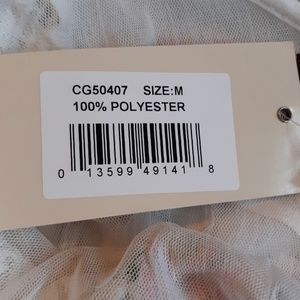 CG50407 SIZE:M
100% POLYESTER
0 13599 49141 8